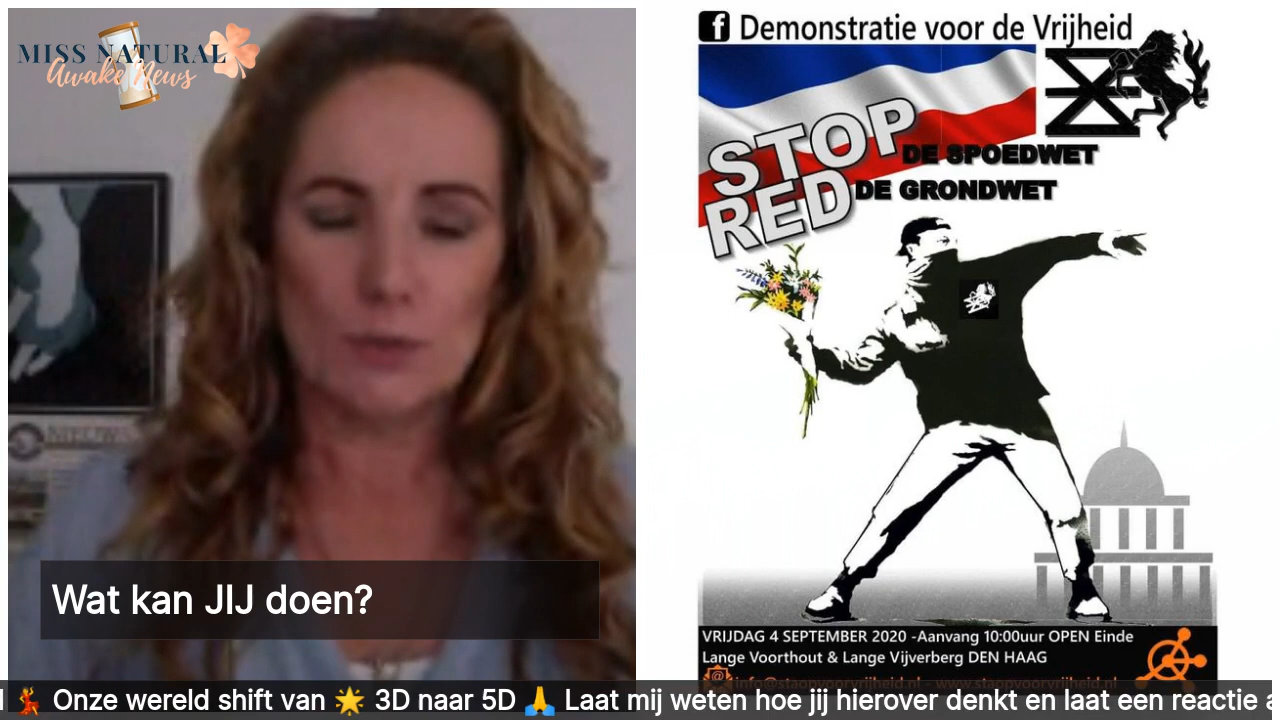 MISS NATURAL
Awake News
Wat kan JIJ doen?
f Demonstratie voor de Vrijheid
STOP DE SPOEDWET
RED DE GRONDWET
VRIJDAG 4 SEPTEMBER 2020 -Aanvang 10:00uur OPEN Einde
Lange Voorthout & Lange Vijverberg DEN HAAG
💃 Onze wereld shift van 🌟 3D naar 5D 🙏 Laat mij weten hoe jij hierover denkt en laat een reactie